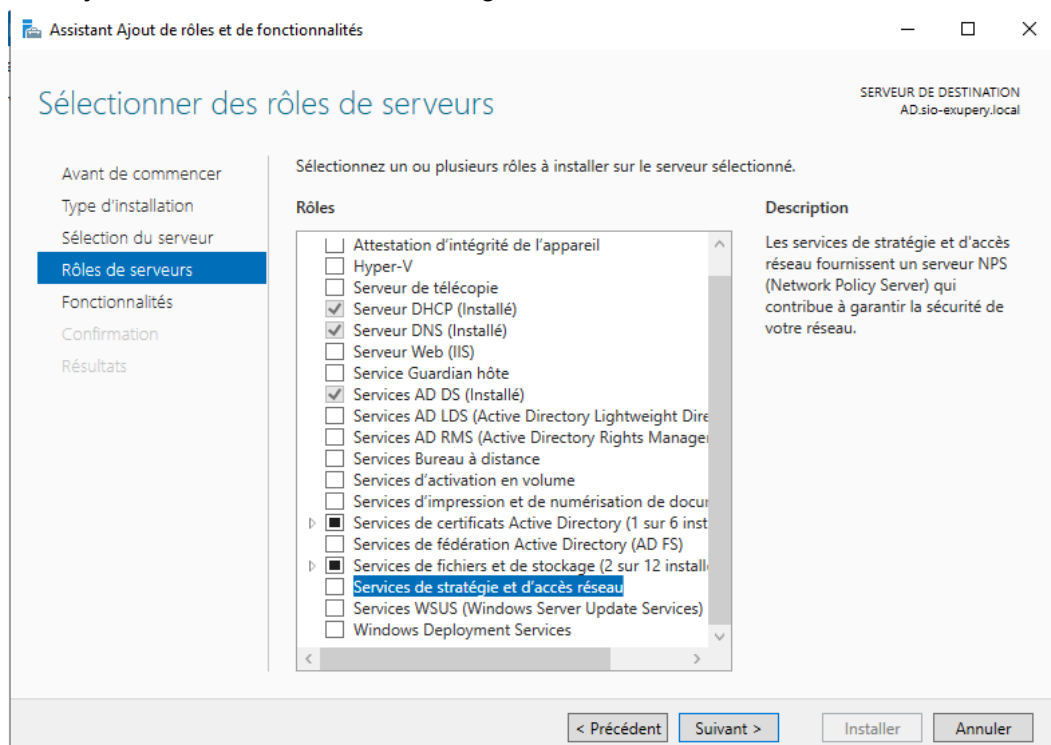 Assistant Ajout de rôles et de fonctionnalités
Sélectionner des rôles de serveurs
SERVEUR DE DESTINATION
AD.sio-exupery.local
Avant de commencer
Type d'installation
Sélection du serveur
Rôles de serveurs
Fonctionnalités
Confirmation
Résultats
Sélectionnez un ou plusieurs rôles à installer sur le serveur sélectionné.
Rôles
Attestation d'intégrité de l'appareil
Hyper-V
Serveur de télécopie
Serveur DHCP (Installé)
Serveur DNS (Installé)
Serveur Web (IIS)
Service Guardian hôte
Services AD DS (Installé)
Services AD LDS (Active Directory Lightweight Dire
Services AD RMS (Active Directory Rights Manage
Services Bureau à distance
Services d'activation en volume
Services d'impression et de numérisation de docu
Services de certificats Active Directory (1 sur 6 inst
Services de fédération Active Directory (AD FS)
Services de fichiers et de stockage (2 sur 12 install
Services de stratégie et d'accès réseau
Services WSUS (Windows Server Update Services)
Windows Deployment Services
Description
Les services de stratégie et d'accès
réseau fournissent un serveur NPS
(Network Policy Server) qui
contribue à garantir la sécurité de
votre réseau.
< Précédent
Suivant >
Installer
Annuler